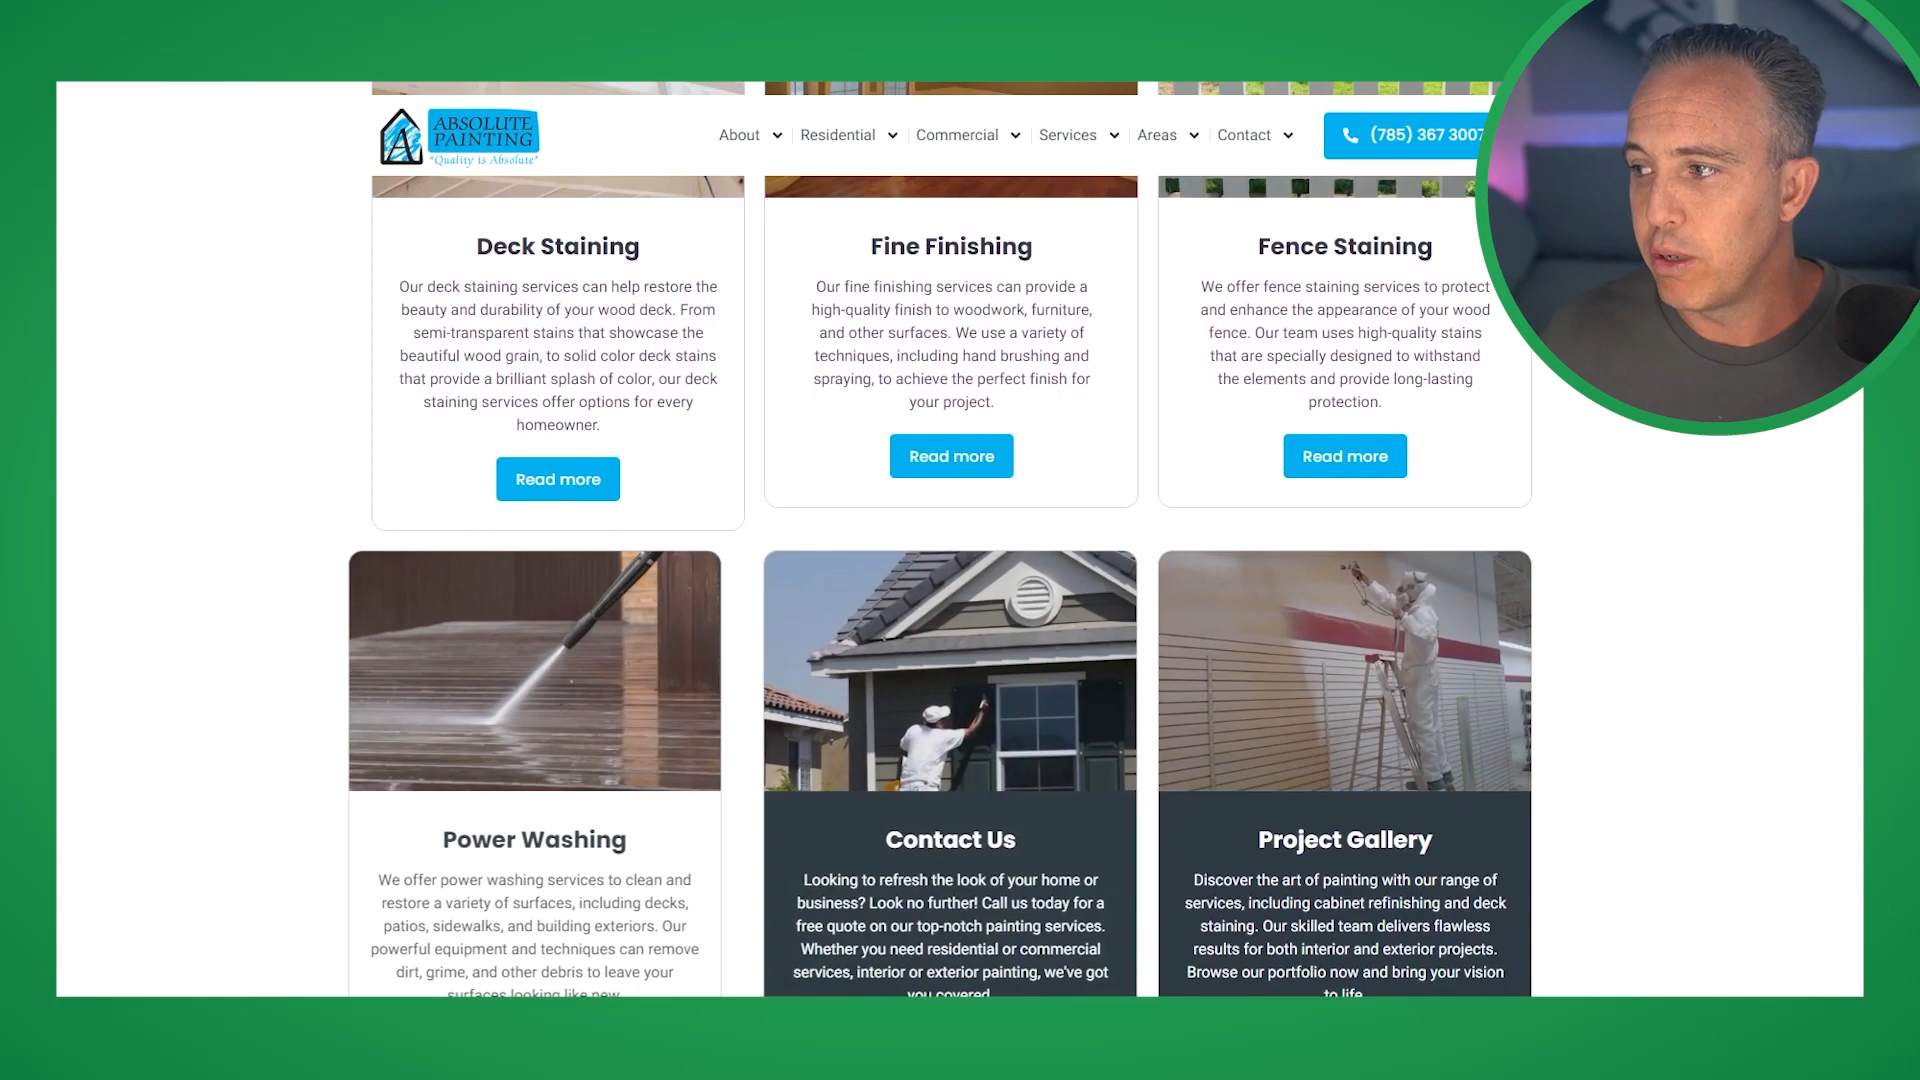 ABSOLUTE
PAINTING
"Quality is Absolute"
About
Residential
Commercial
Services
Areas
Contact
(785) 367 3007
Deck Staining
Our deck staining services can help restore the
beauty and durability of your wood deck. From
semi-transparent stains that showcase the
beautiful wood grain, to solid color deck stains
that provide a brilliant splash of color, our deck
staining services offer options for every
homeowner.
Read more
Fine Finishing
Our fine finishing services can provide a
high-quality finish to woodwork, furniture,
and other surfaces. We use a variety of
techniques, including hand brushing and
spraying, to achieve the perfect finish for
your project.
Read more
Fence Staining
We offer fence staining services to protect
and enhance the appearance of your wood
fence. Our team uses high-quality stains
that are specially designed to withstand
the elements and provide long-lasting
protection.
Read more
Power Washing
We offer power washing services to clean and
restore a variety of surfaces, including decks,
patios, sidewalks, and building exteriors. Our
powerful equipment and techniques can remove
dirt, grime, and other debris to leave your
surfaces looking like new.
Contact Us
Looking to refresh the look of your home or
business? Look no further! Call us today for a
free quote on our top-notch painting services.
Whether you need residential or commercial
services, interior or exterior painting, we've got
you covered.
Project Gallery
Discover the art of painting with our range of
services, including cabinet refinishing and deck
staining. Our skilled team delivers flawless
results for both interior and exterior projects.
Browse our portfolio now and bring your vision
to life.